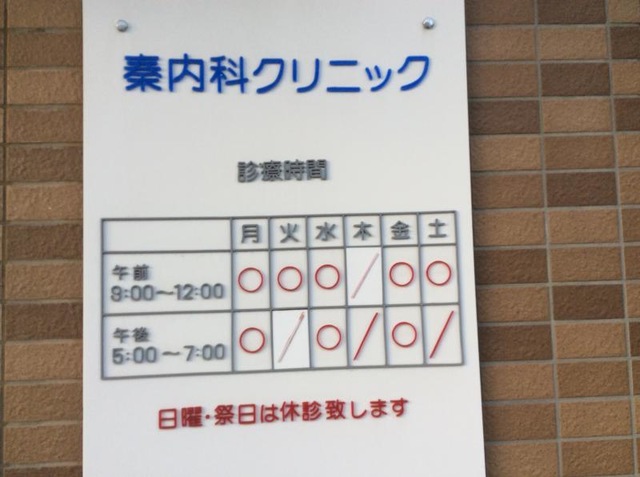 秦内科クリニック
診療時間
月 火 水 木 金 土
午前
9:00～12:00 ○ ○ ○ / ○ ○
午後
5:00～7:00 ○ / ○ / ○ /
日曜・祭日は休診致します